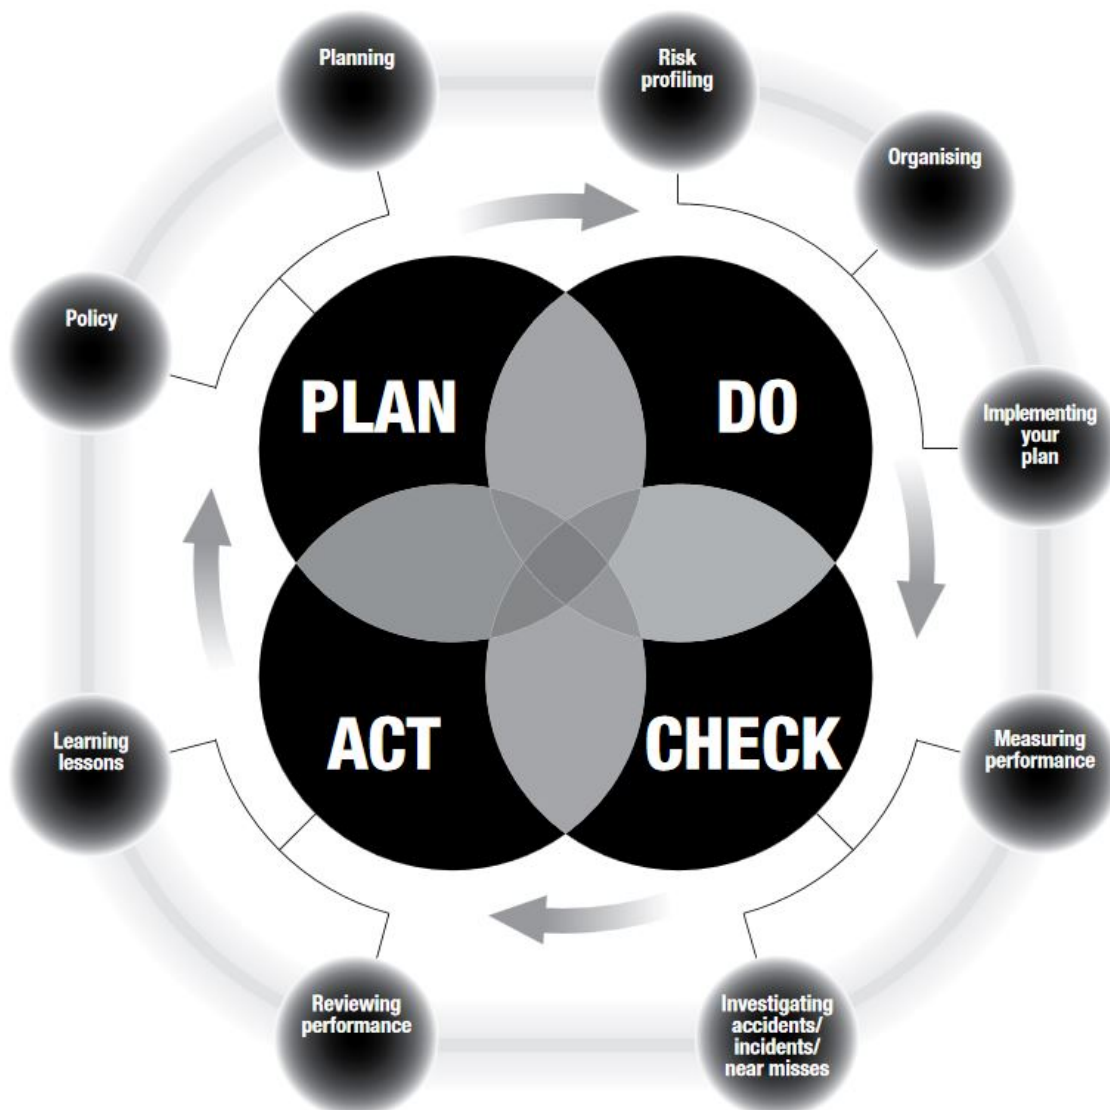 Planning
Risk
profiling
Organising
Policy
PLAN
DO
Implementing
your
plan
Learning
lessons
ACT
CHECK
Measuring
performance
Reviewing
performance
Investigating
accidents/
incidents/
near misses